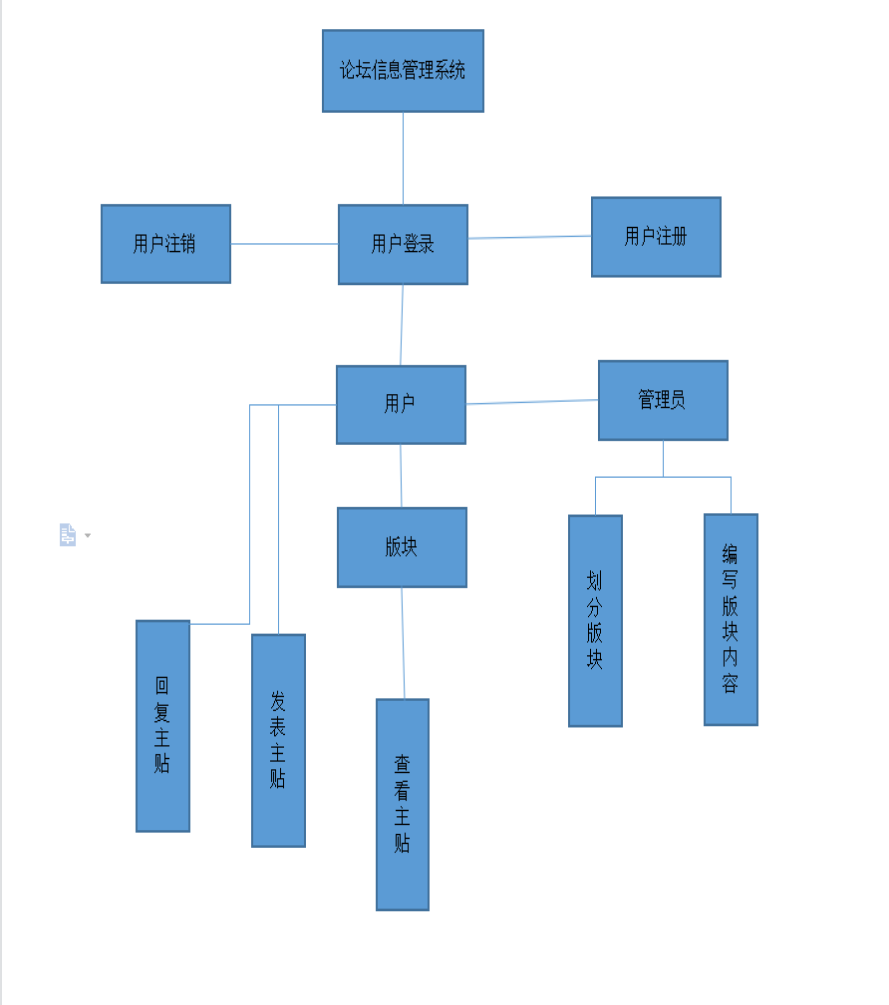 论坛信息管理系统
用户注销
用户登录
用户注册
用户
管理员
版块
划分版块
编写版块内容
回复主贴
发表主贴
查看主贴